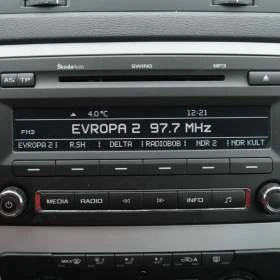 ŠkodaAuto SWING MP3
AS TP
4.0°C 12:21
EVROPA 2 97.7 MHz
FM3
EVROPA 2 R.SH DELTA RADIOBOB NDR 2 NDR KULT
MEDIA RADIO INFO
MAX